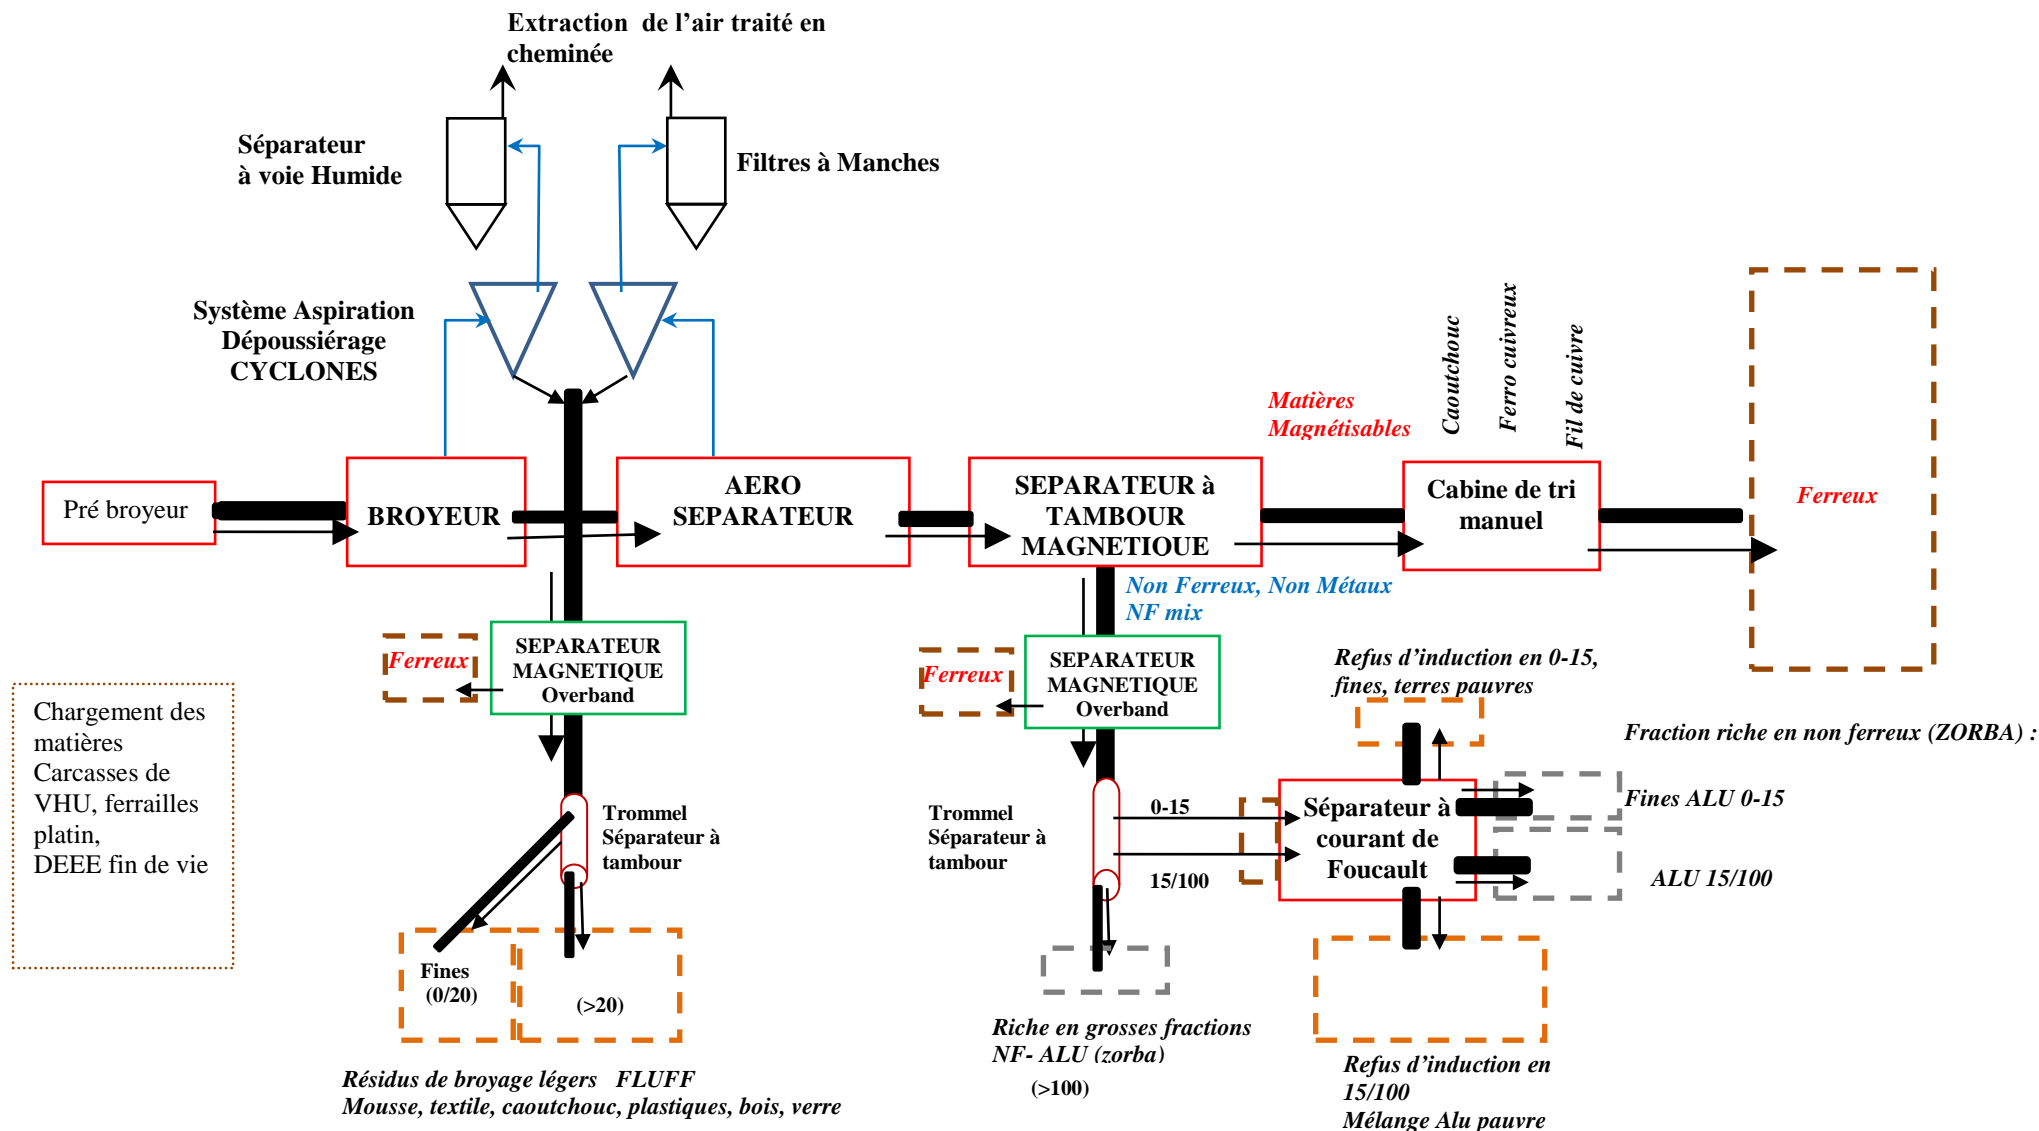 Extraction  de l’air traité en
cheminée
Séparateur
à voie Humide
Filtres à Manches
Système Aspiration
Dépoussiérage
CYCLONES
Matières
Magnétisables
Caoutchouc
Ferro cuivreux
Fil de cuivre
Pré broyeur
BROYEUR
AERO
SEPARATEUR
SEPARATEUR à
TAMBOUR
MAGNETIQUE
Cabine de tri
manuel
Ferreux
Non Ferreux, Non Métaux
NF mix
Ferreux
SEPARATEUR
MAGNETIQUE
Overband
Ferreux
SEPARATEUR
MAGNETIQUE
Overband
Refus d’induction en 0-15,
fines, terres pauvres
Chargement des
matières
Carcasses de
VHU, ferrailles
platin,
DEEE fin de vie
Fraction riche en non ferreux (ZORBA) :
Trommel
Séparateur à
tambour
Trommel
Séparateur à
tambour
0-15
15/100
Séparateur à
courant de
Foucault
Fines ALU 0-15
ALU 15/100
Fines
(0/20)
(>20)
Riche en grosses fractions
NF- ALU (zorba)
(>100)
Refus d’induction en
15/100
Mélange Alu pauvre
Résidus de broyage légers   FLUFF
Mousse, textile, caoutchouc, plastiques, bois, verre